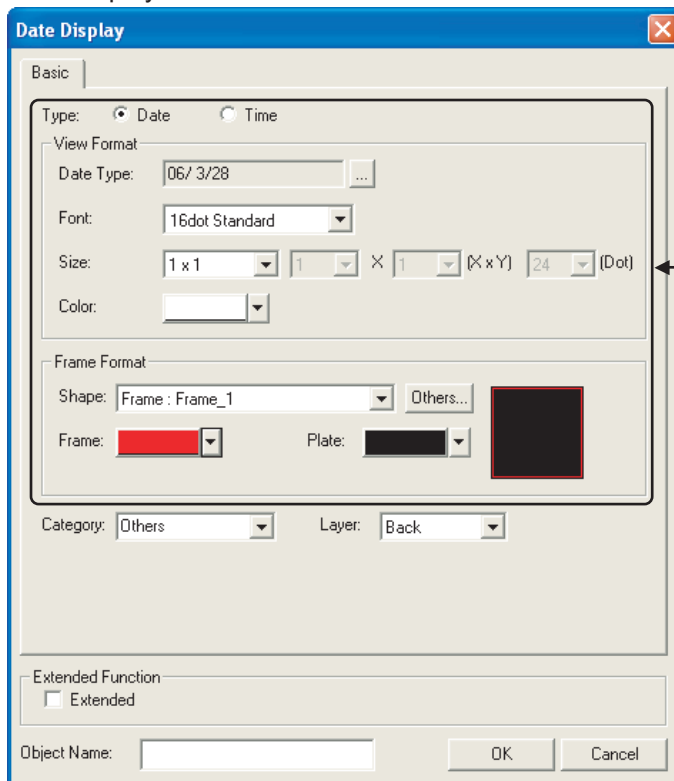 Date Display
Basic
Type: Date Time
View Format
Date Type: 06/ 3/28 ...
Font: 16dot Standard
Size: 1 x 1 1 X 1 (X x Y) 24 (Dot)
Color:
Frame Format
Shape: Frame : Frame_1 Others...
Frame: Plate:
Category: Others Layer: Back
Extended Function
Extended
Object Name: OK Cancel